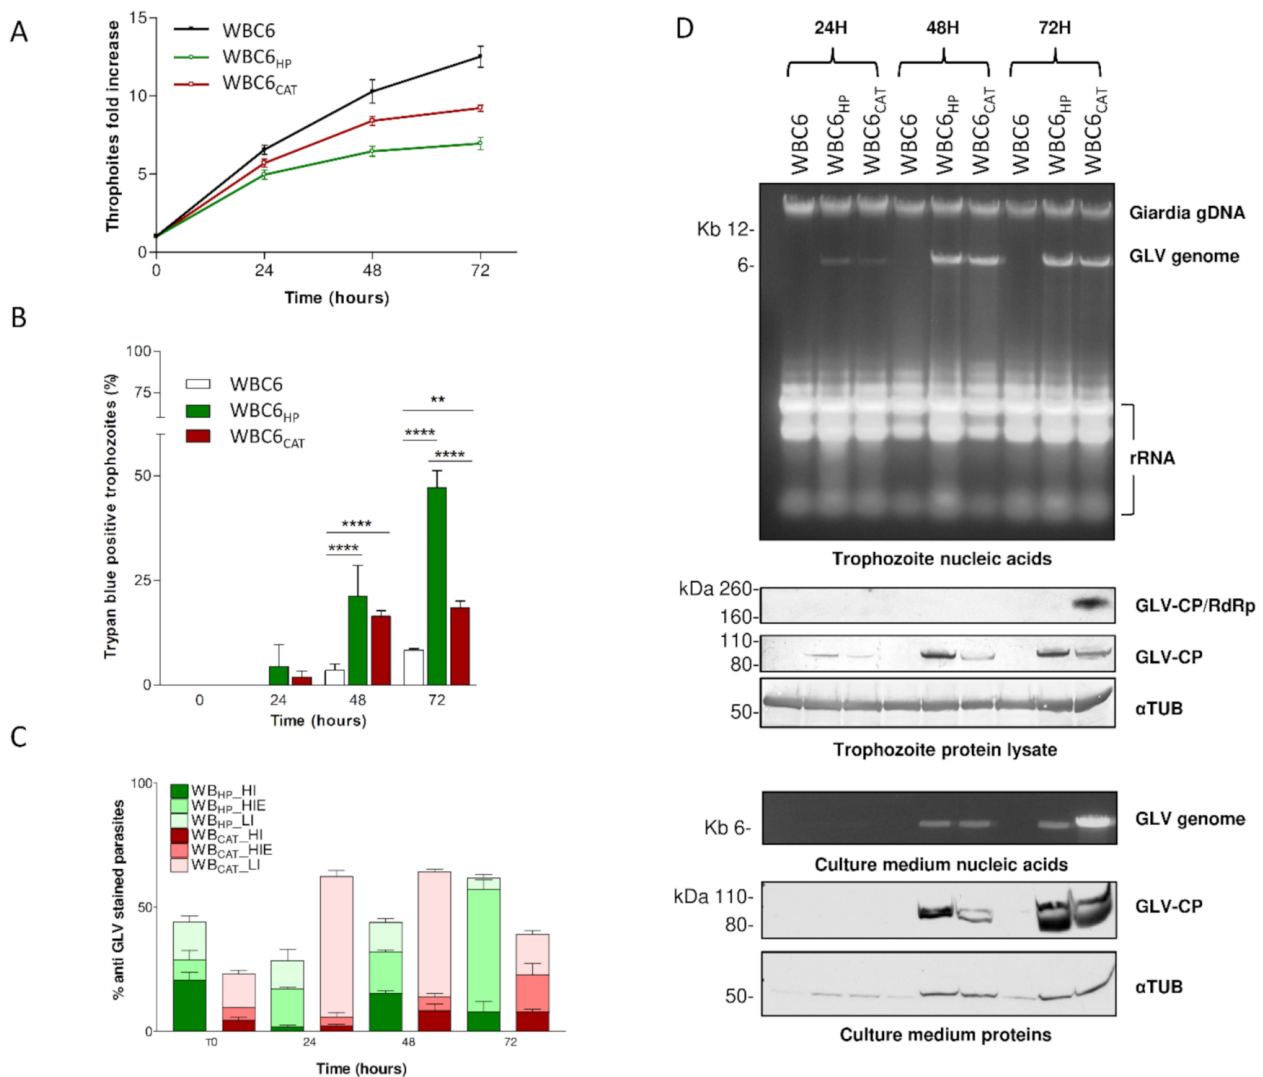 A
15
10
5
0
Throphoites fold increase
WBC6
WBC6HP
WBC6CAT
0 24 48 72
Time (hours)
B
100
75
50
25
0
Trypan blue positive trophozoites (%)
WBC6
WBC6HP
WBC6CAT
****
****
**
****
****
0 24 48 72
Time (hours)
C
100
50
0
% anti GLV stained parasites
WBHP_HI
WBHP_HIE
WBHP_LI
WBCAT_HI
WBCAT_HIE
WBCAT_LI
T0 24 48 72
Time (hours)
D
24H 48H 72H
WBC6 WBC6HP WBC6CAT WBC6 WBC6HP WBC6CAT WBC6 WBC6HP WBC6CAT
Giardia gDNA
Kb 12-
6-
GLV genome
rRNA
Trophozoite nucleic acids
kDa 260-
160-
GLV-CP/RdRp
110-
80-
GLV-CP
50-
αTUB
Trophozoite protein lysate
Kb 6-
GLV genome
Culture medium nucleic acids
kDa 110-
80-
GLV-CP
50-
αTUB
Culture medium proteins